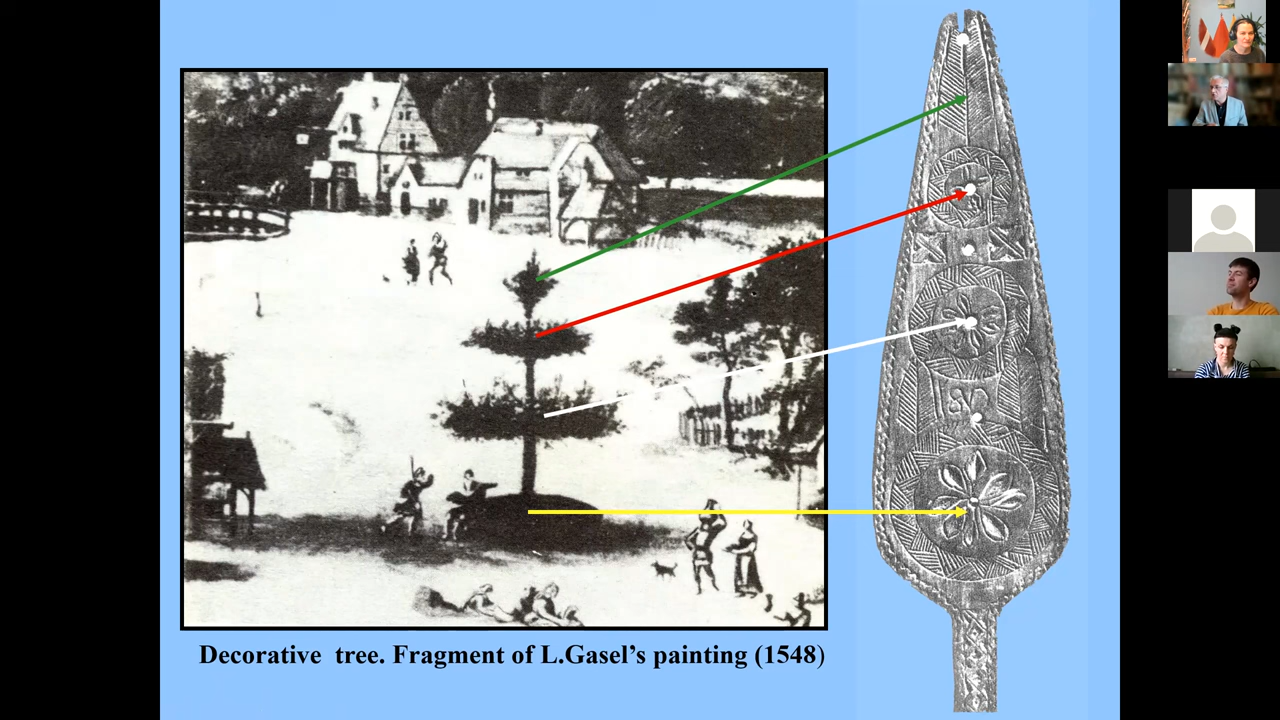 Decorative tree. Fragment of L.Gasel’s painting (1548)